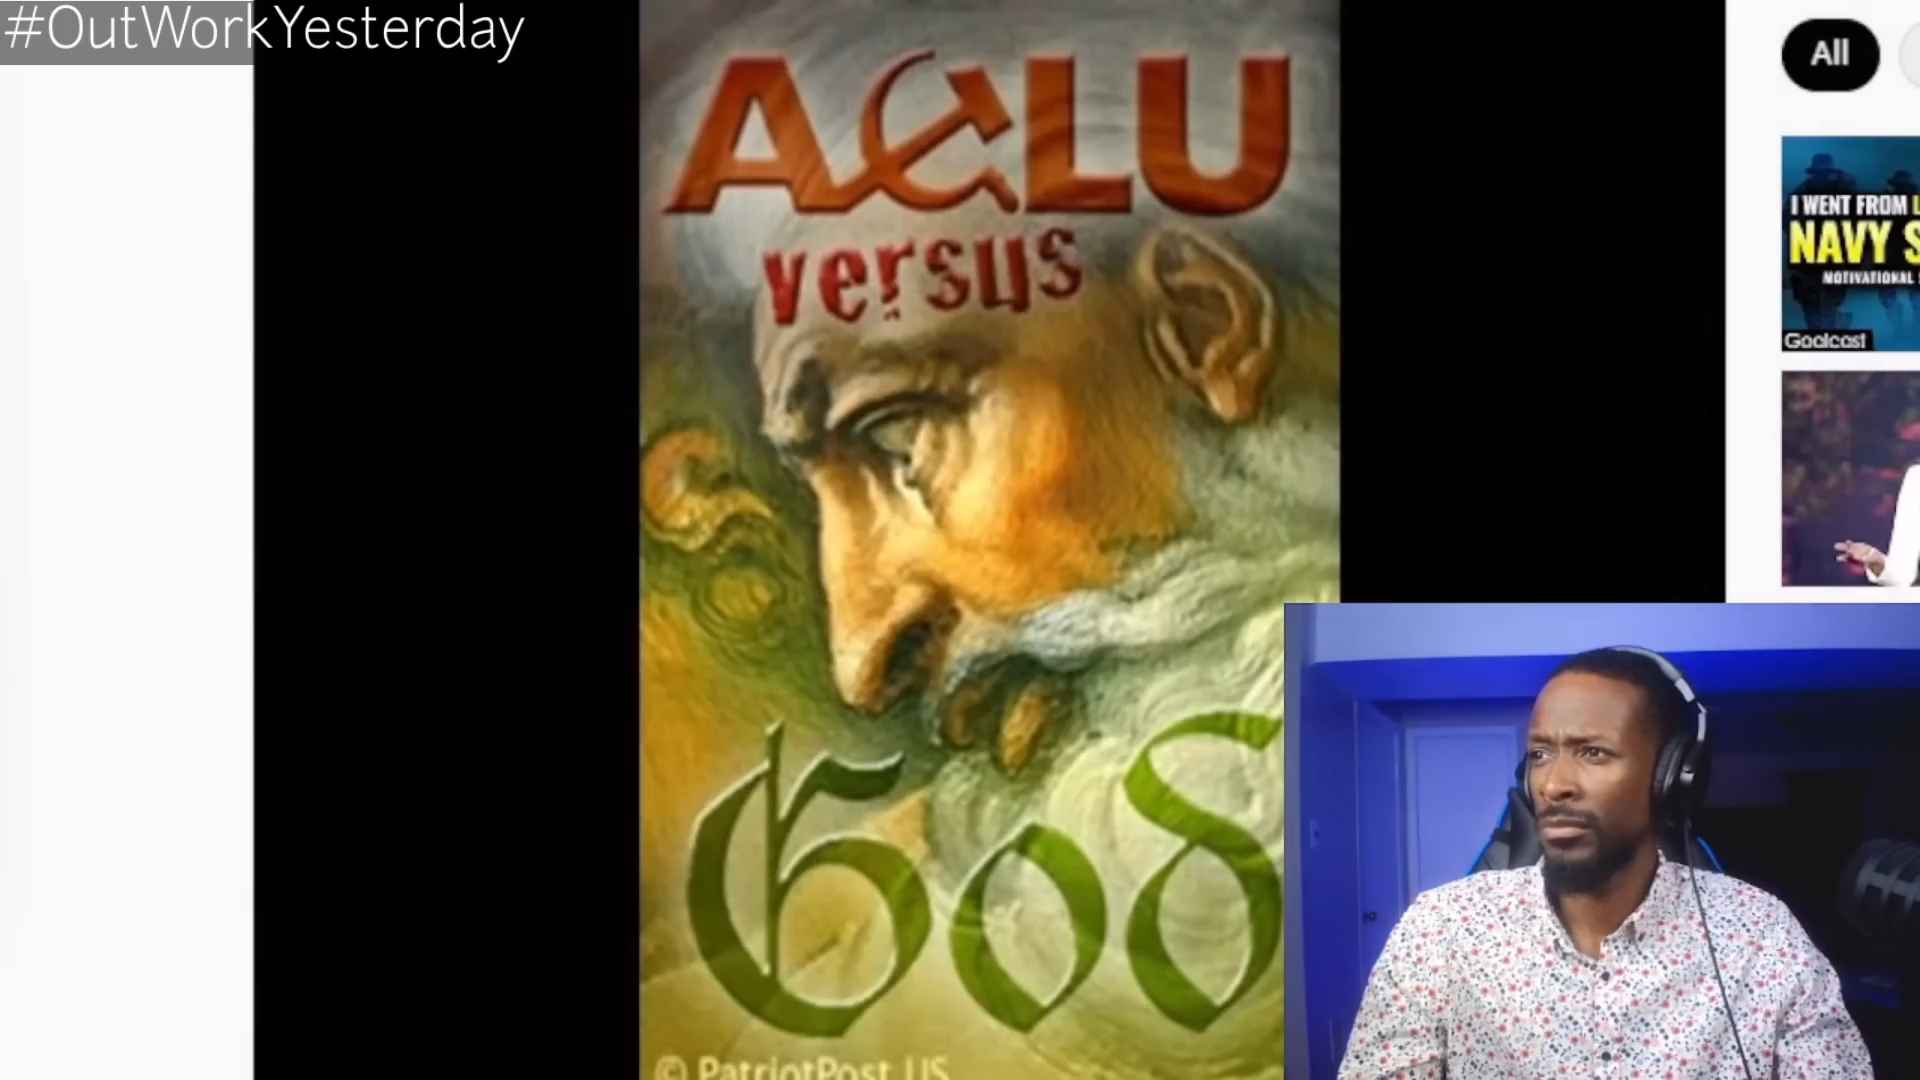 #OutWorkYesterday
ACLU
versus
God
© PatriotPost.US
All
I WENT FROM
NAVY S
MOTIVATIONAL
Goalcast